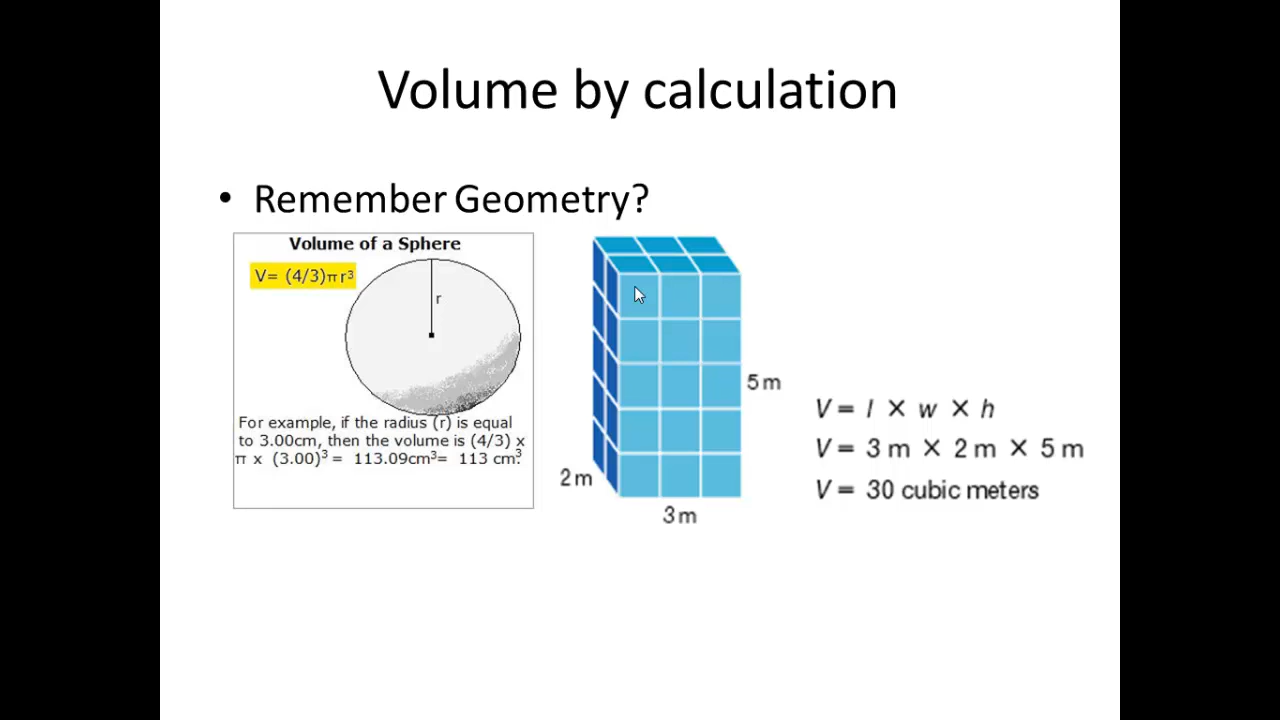 Volume by calculation
• Remember Geometry?
Volume of a Sphere
V= (4/3)πr³
r
For example, if the radius (r) is equal
to 3.00cm, then the volume is (4/3) x
π x (3.00)³ = 113.09cm³= 113 cm³.
5 m
2 m
3 m
V = l × w × h
V = 3 m × 2 m × 5 m
V = 30 cubic meters